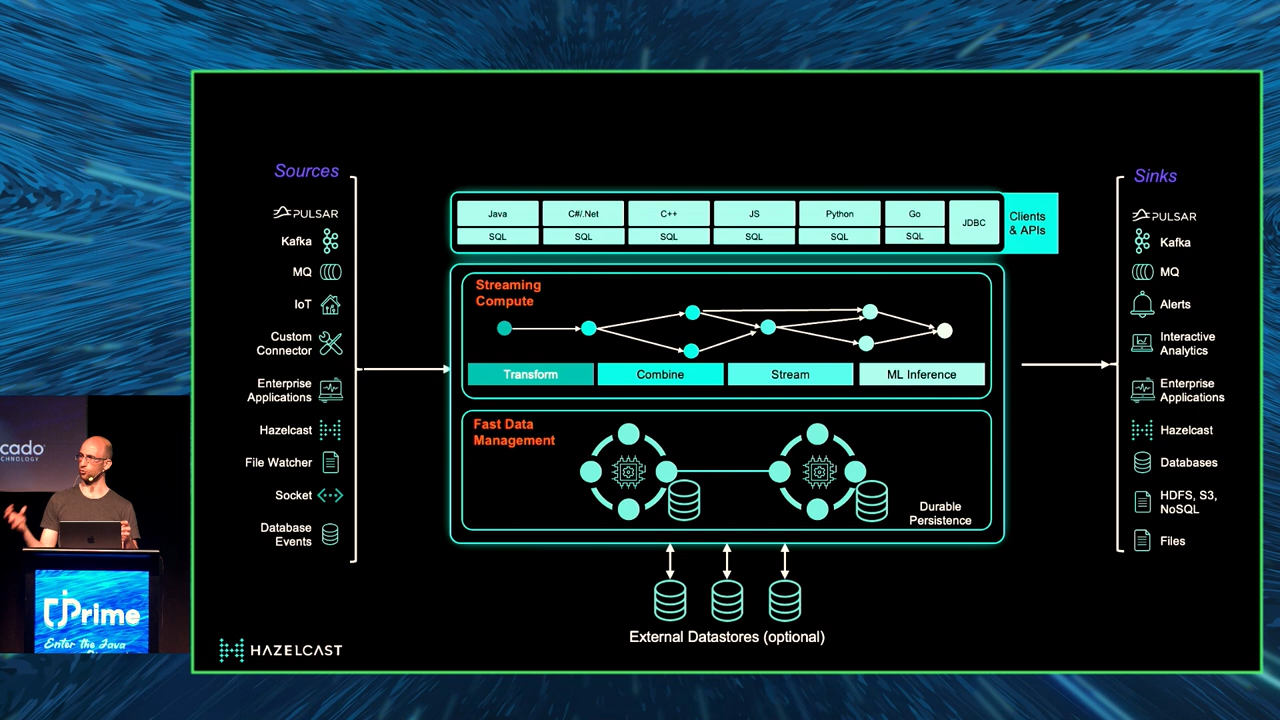 Sources
PULSAR
Kafka
MQ
IoT
Custom
Connector
Enterprise
Applications
Hazelcast
File Watcher
Socket
Database
Events
Java
C#/.Net
C++
JS
Python
Go
JDBC
SQL
SQL
SQL
SQL
SQL
SQL
Clients
& APIs
Streaming
Compute
Transform
Combine
Stream
ML Inference
Fast Data
Management
Durable
Persistence
External Datastores (optional)
Sinks
PULSAR
Kafka
MQ
Alerts
Interactive
Analytics
Enterprise
Applications
Hazelcast
Databases
HDFS, S3,
NoSQL
Files
HAZELCAST
cado
CHNOLOGY
jPrime
Enter the Java